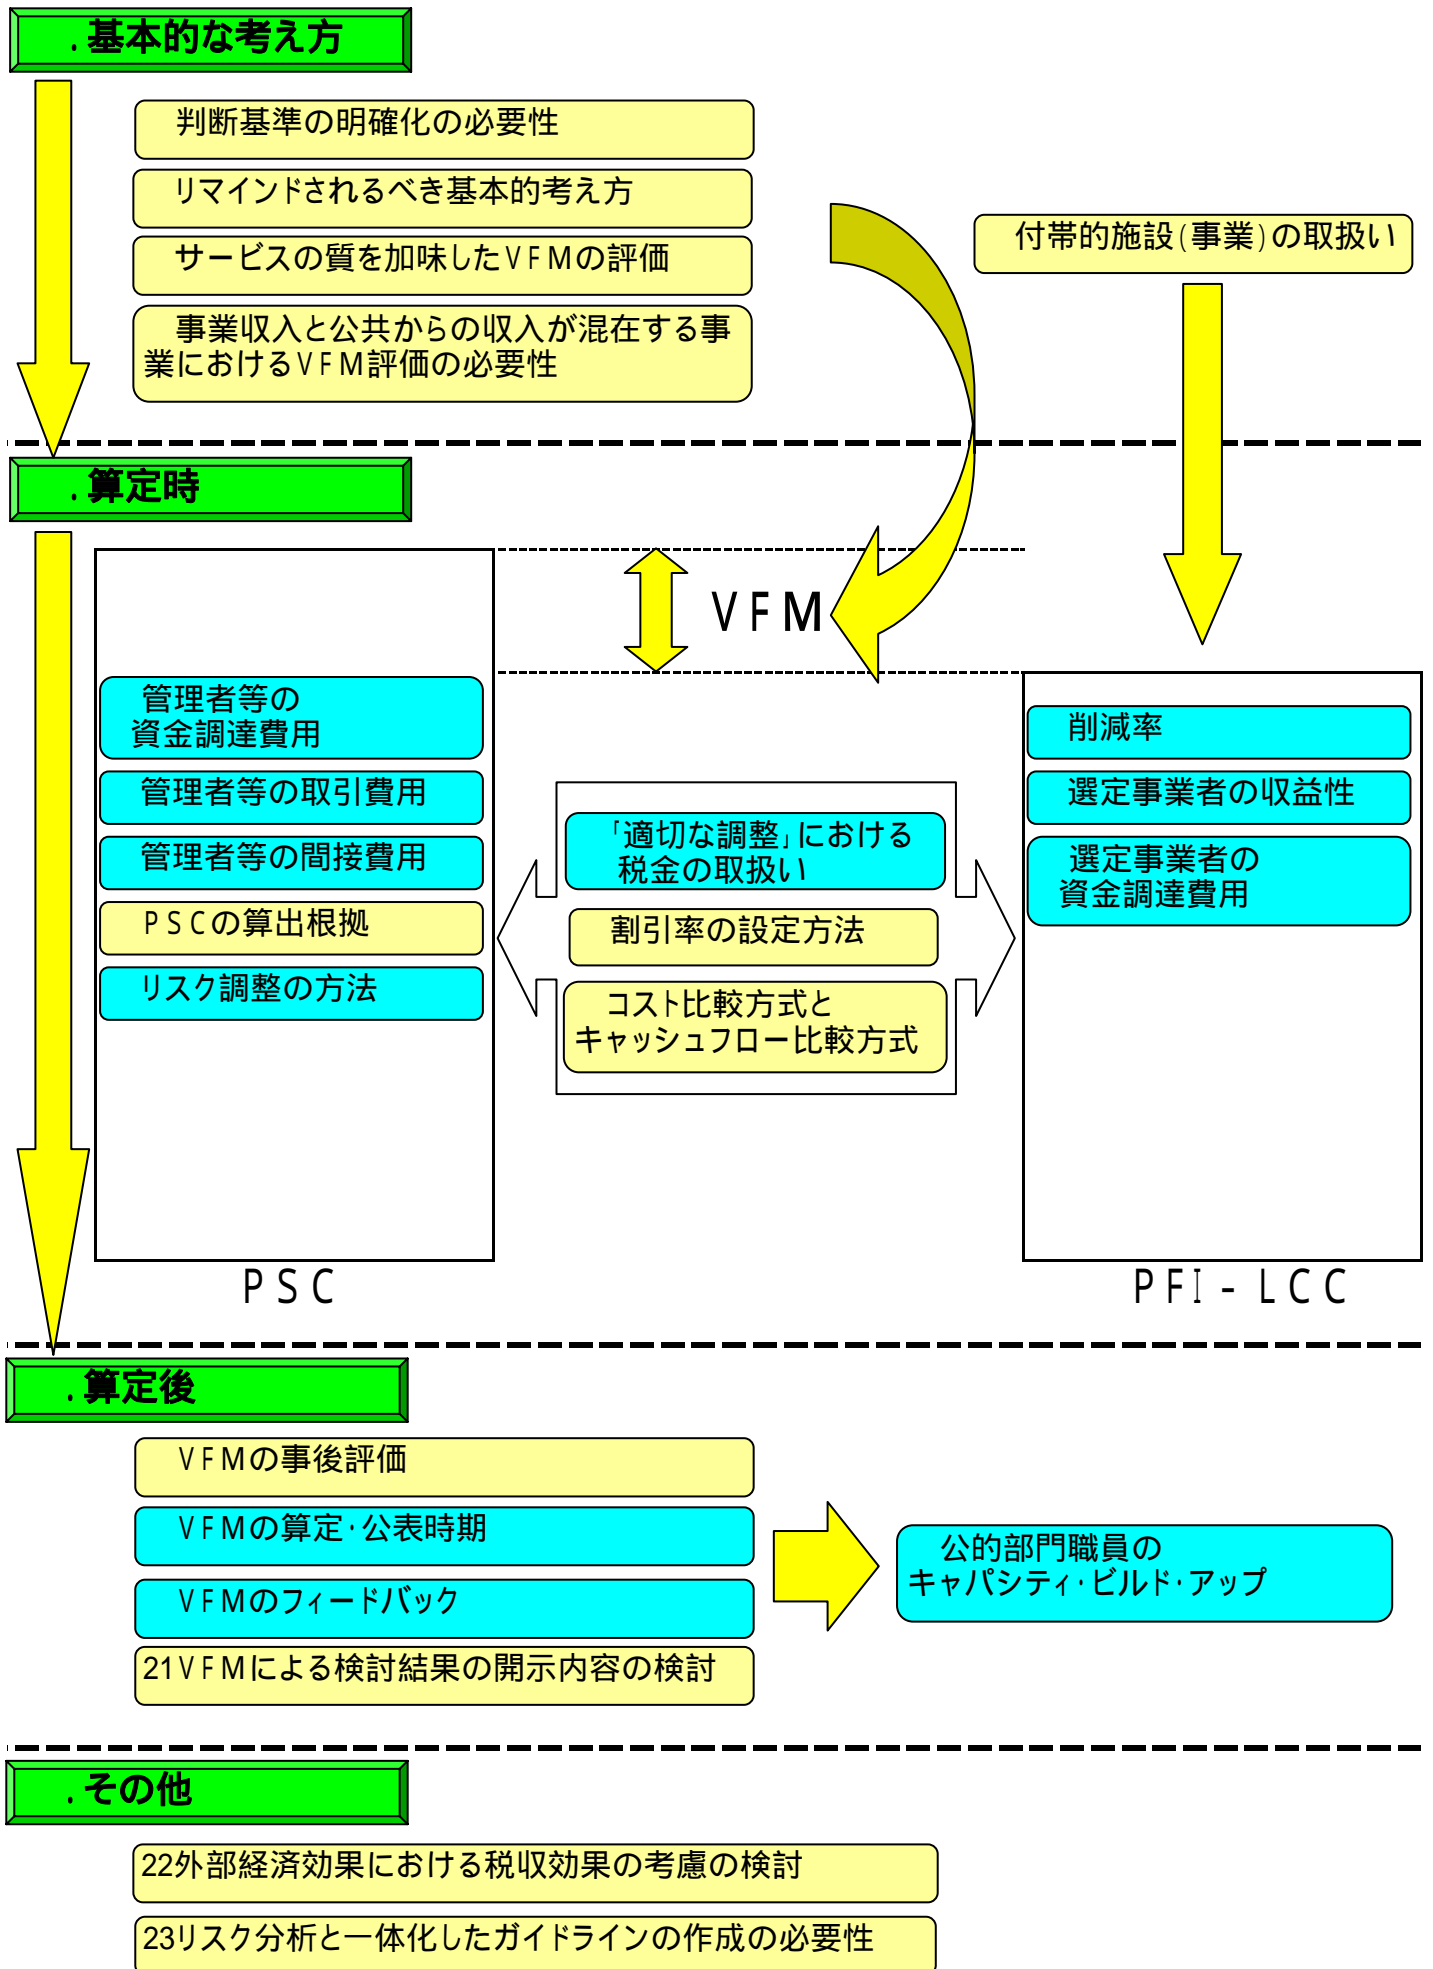 .基本的な考え方
判断基準の明確化の必要性
リマインドされるべき基本的考え方
サービスの質を加味したVFMの評価
事業収入と公共からの収入が混在する事
業におけるVFM評価の必要性
付帯的施設(事業)の取扱い
.算定時
VFM
管理者等の
資金調達費用
管理者等の取引費用
管理者等の間接費用
PSCの算出根拠
リスク調整の方法
「適切な調整」における
税金の取扱い
割引率の設定方法
コスト比較方式と
キャッシュフロー比較方式
削減率
選定事業者の収益性
選定事業者の
資金調達費用
PSC
PFI-LCC
.算定後
VFMの事後評価
VFMの算定・公表時期
VFMのフィードバック
21VFMによる検討結果の開示内容の検討
公的部門職員の
キャパシティ・ビルド・アップ
.その他
22外部経済効果における税収効果の考慮の検討
23リスク分析と一体化したガイドラインの作成の必要性